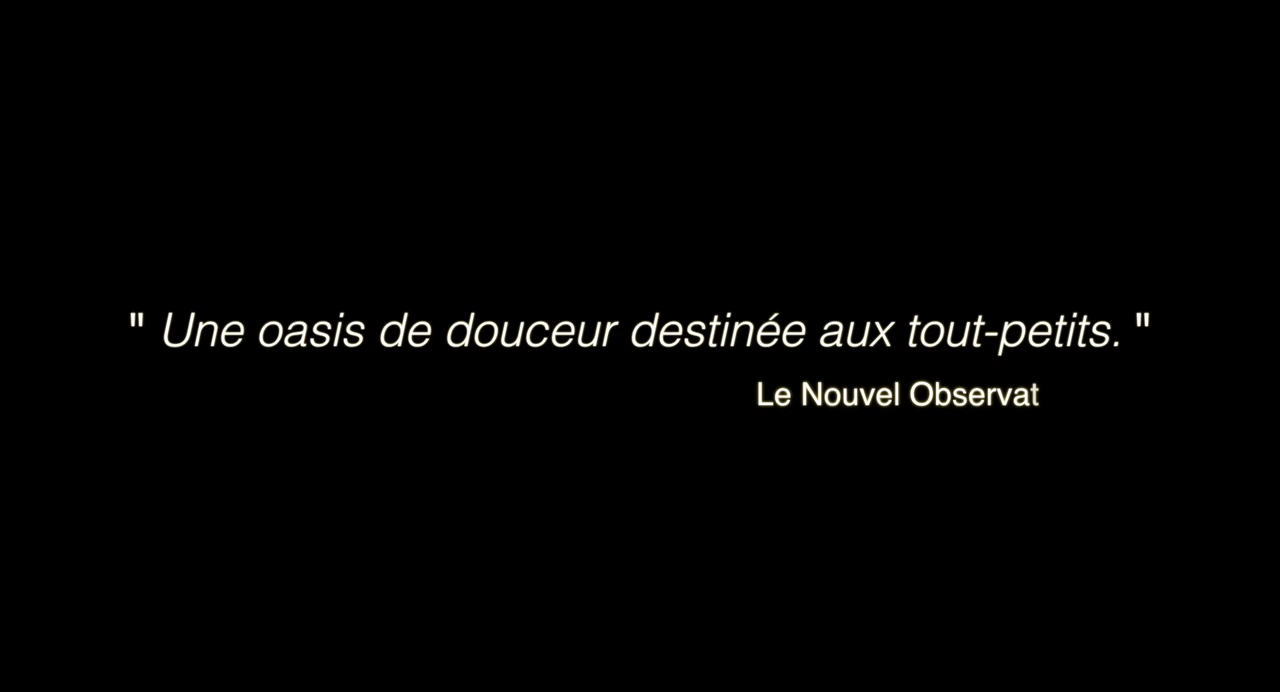 " Une oasis de douceur destinée aux tout-petits. "
Le Nouvel Observat